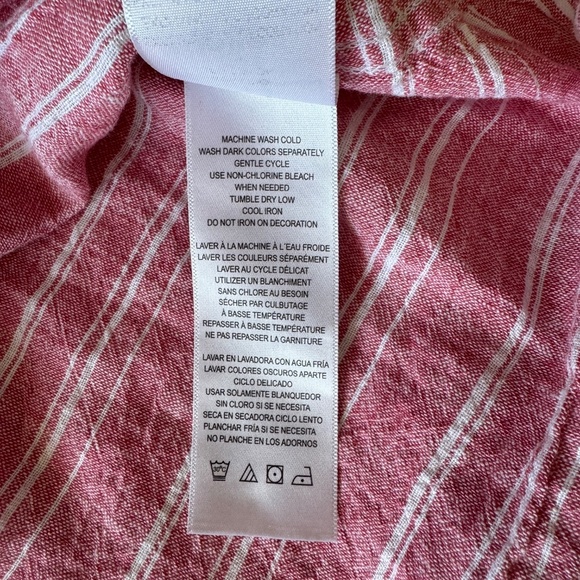 MACHINE WASH COLD
WASH DARK COLORS SEPARATELY
GENTLE CYCLE
USE NON-CHLORINE BLEACH
WHEN NEEDED
TUMBLE DRY LOW
COOL IRON
DO NOT IRON ON DECORATION
LAVER À LA MACHINE À L'EAU FROIDE
LAVER LES COULEURS SÉPARÉMENT
LAVER AU CYCLE DÉLICAT
UTILIZER UN BLANCHIMENT
SANS CHLORE AU BESOIN
SÉCHER PAR CULBUTAGE
À BASSE TEMPÉRATURE
REPASSER À BASSE TEMPÉRATURE
NE PAS REPASSER LA GARNITURE
LAVAR EN LAVADORA CON AGUA FRÍA
LAVAR COLORES OSCUROS APARTE
CICLO DELICADO
USAR SOLAMENTE BLANQUEADOR
SIN CLORO SI SE NECESITA
SECA EN SECADORA CICLO LENTO
PLANCHAR FRÍA SI SE NECESITA
NO PLANCHE EN LOS ADORNOS
30°C